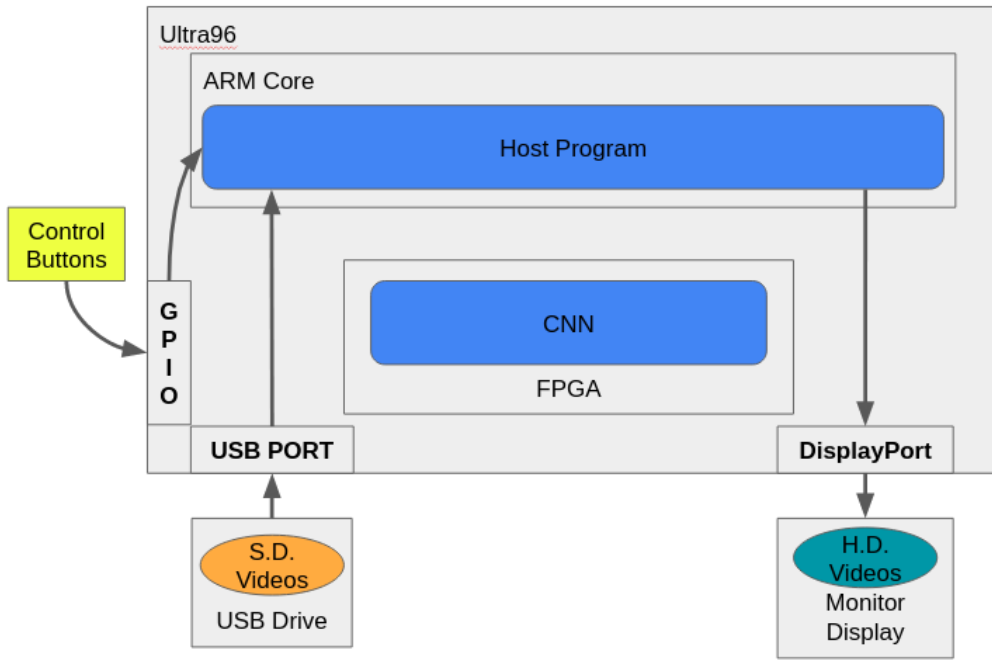 Ultra96
ARM Core
Host Program
Control
Buttons
G
P
I
O
CNN
FPGA
USB PORT
DisplayPort
S.D.
Videos
USB Drive
H.D.
Videos
Monitor
Display